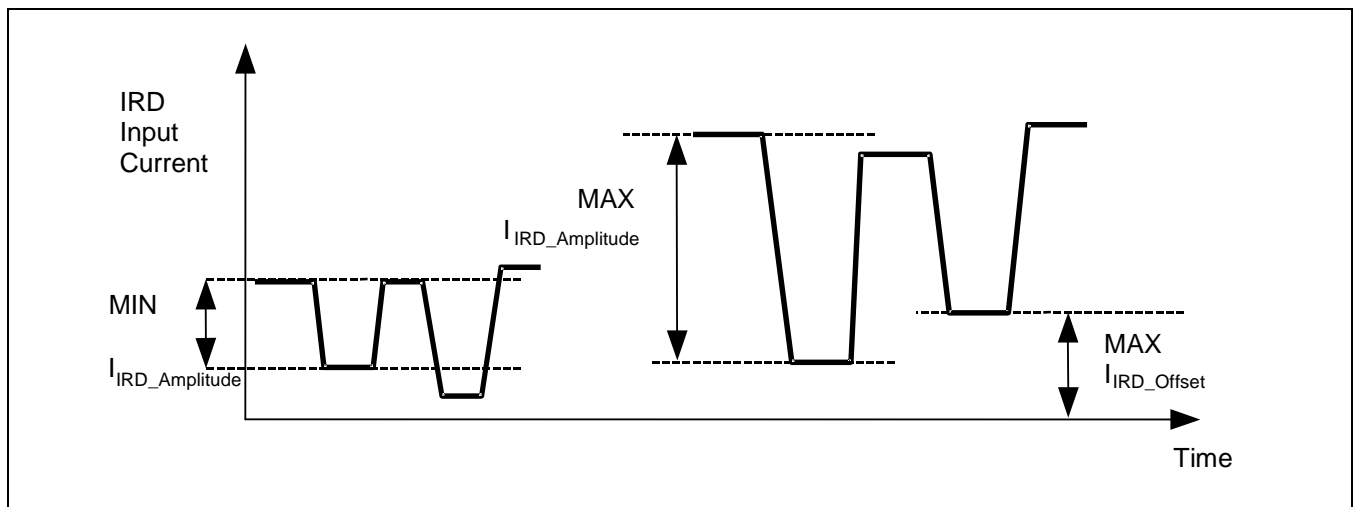 IRD
Input
Current
MAX
I IRD_Amplitude
MIN
I IRD_Amplitude
MAX
I IRD_Offset
Time